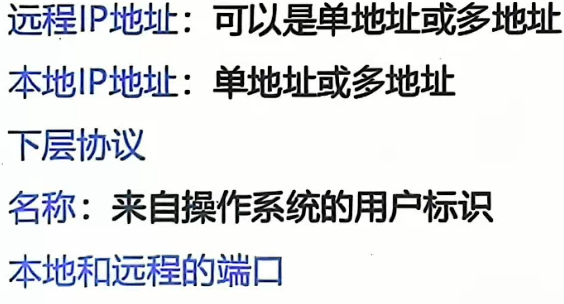 远程IP地址：可以是单地址或多地址
本地IP地址：单地址或多地址
下层协议
名称：来自操作系统的用户标识
本地和远程的端口